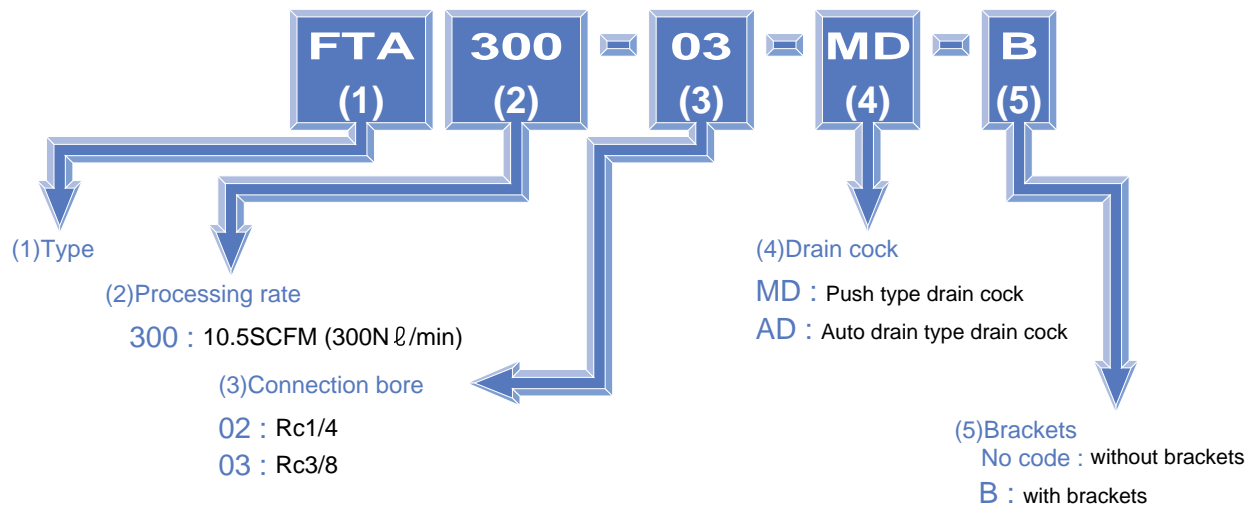 FTA 300 - 03 - MD - B
(1) (2) (3) (4) (5)
(1)Type
(2)Processing rate
300 : 10.5SCFM (300Nℓ/min)
(3)Connection bore
02 : Rc1/4
03 : Rc3/8
(4)Drain cock
MD : Push type drain cock
AD : Auto drain type drain cock
(5)Brackets
No code : without brackets
B : with brackets